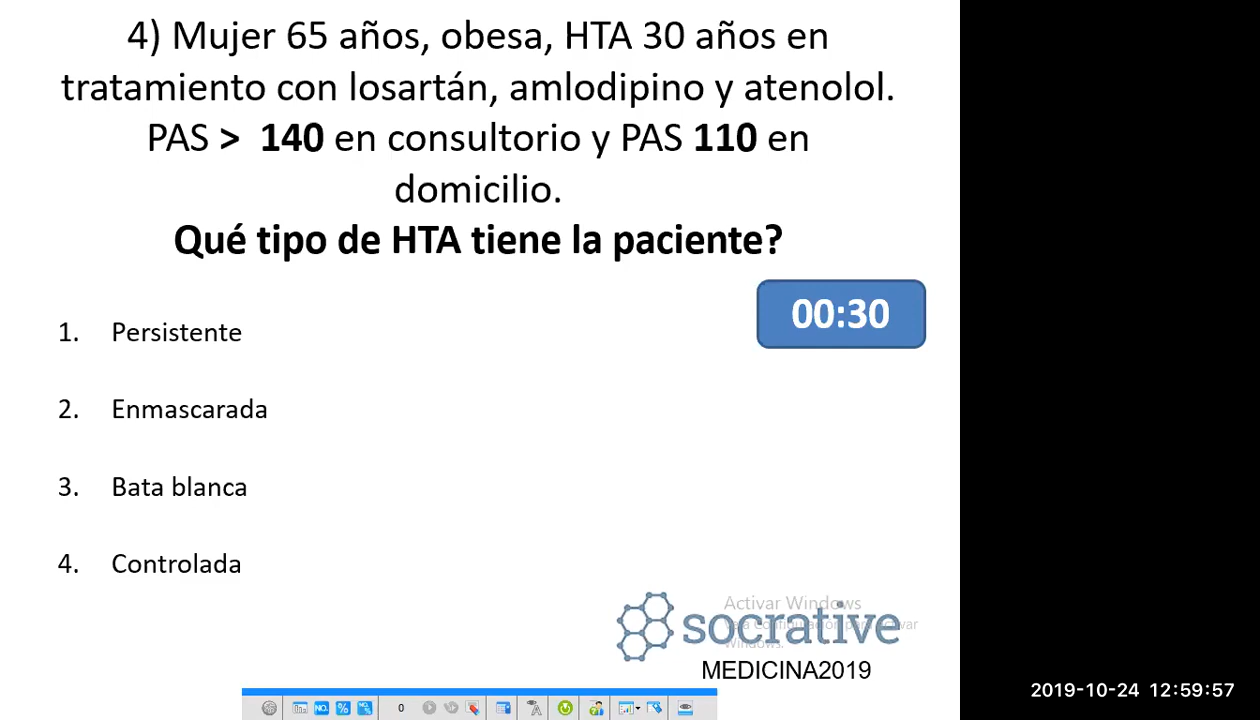 4) Mujer 65 años, obesa, HTA 30 años en
tratamiento con losartán, amlodipino y atenolol.
PAS > 140 en consultorio y PAS 110 en
domicilio.
Qué tipo de HTA tiene la paciente?
00:30
1. Persistente
2. Enmascarada
3. Bata blanca
4. Controlada
Activar Windows
socrative
Windows.
MEDICINA2019
2019-10-24 12:59:57
NO. % 0